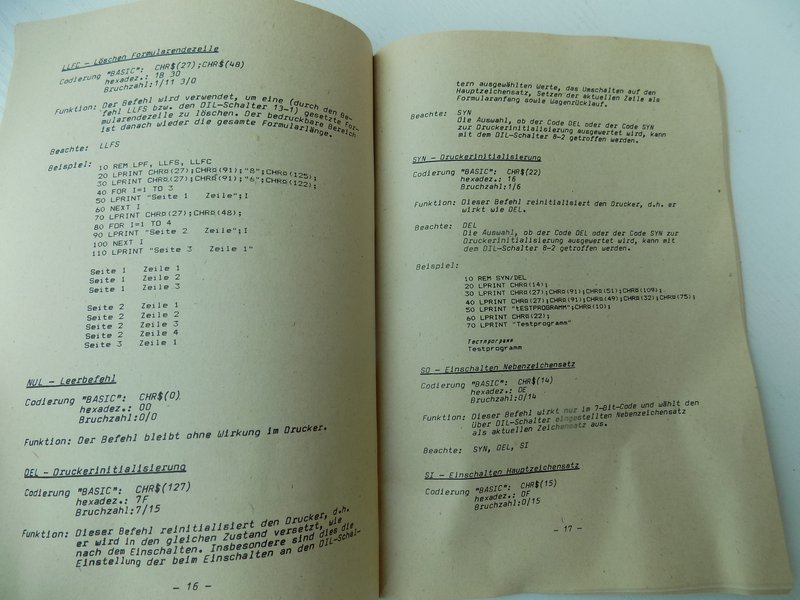 LLFC – Löschen Formularendezeile
Codierung "BASIC": CHR$(27);CHR$(48)
hexadez.: 1B 30
Bruchzahl: 1/11 3/0
Funktion: Der Befehl wird verwendet, um eine (durch den Be-
fehl LLFS bzw. den DIL-Schalter 13-1) gesetzte For-
mularendezeile zu löschen. Der bedruckbare Bereich
ist danach wieder die gesamte Formularlänge.
Beachte: LLFS
Beispiel: 10 REM LPF, LLFS, LLFC
20 LPRINT CHR¤(27);CHR¤(91);"8";CHR¤(125);
30 LPRINT CHR¤(27);CHR¤(91);"6";CHR¤(122);
40 FOR I=1 TO 3
50 LPRINT "Seite 1 Zeile";I
60 NEXT I
70 LPRINT CHR¤(27);CHR¤(48);
80 FOR I=1 TO 4
90 LPRINT "Seite 2 Zeile";I
100 NEXT I
110 LPRINT "Seite 3 Zeile 1"
Seite 1 Zeile 1
Seite 1 Zeile 2
Seite 1 Zeile 3
Seite 2 Zeile 1
Seite 2 Zeile 2
Seite 2 Zeile 3
Seite 2 Zeile 4
Seite 3 Zeile 1
NUL – Leerbefehl
Codierung "BASIC": CHR$(0)
hexadez.: 00
Bruchzahl:0/0
Funktion: Der Befehl bleibt ohne Wirkung im Drucker.
DEL – Druckerinitialisierung
Codierung "BASIC": CHR$(127)
hexadez.: 7F
Bruchzahl:7/15
Funktion: Dieser Befehl reinitialisiert den Drucker, d.h.
er wird in den gleichen Zustand versetzt, wie
nach dem Einschalten. Insbesondere sind dies die
Einstellung der beim Einschalten an den DIL-Schal-
– 16 –
tern ausgewählten Werte, das Umschalten auf den
Hauptzeichensatz, Setzen der aktuellen Zeile als
Formularanfang sowie Wagenrücklauf.
Beachte: SYN
Die Auswahl, ob der Code DEL oder der Code SYN
zur Druckerinitialisierung ausgewertet wird, kann
mit dem DIL-Schalter 8-2 getroffen werden.
SYN – Druckerinitialisierung
Codierung "BASIC": CHR$(22)
hexadez.: 16
Bruchzahl:1/6
Funktion: Dieser Befehl reinitialisiert den Drucker, d.h. er
wirkt wie DEL.
Beachte: DEL
Die Auswahl, ob der Code DEL oder der Code SYN zur
Druckerinitialisierung ausgewertet wird, kann mit
dem DIL-Schalter 8-2 getroffen werden.
Beispiel:
10 REM SYN/DEL
20 LPRINT CHR¤(14);
30 LPRINT CHR¤(27);CHR¤(91);CHR¤(51);CHR¤(109);
40 LPRINT CHR¤(27);CHR¤(91);CHR¤(49);CHR¤(32);CHR¤(75);
50 LPRINT "tESTPROGRAMM";CHR¤(10);
60 LPRINT CHR¤(22);
70 LPRINT "Testprogramm"
Тестпрограмм
Testprogramm
SO – Einschalten Nebenzeichensatz
Codierung "BASIC": CHR$(14)
hexadez.: 0E
Bruchzahl:0/14
Funktion: Dieser Befehl wirkt nur im 7-Bit-Code und wählt den
über DIL-Schalter eingestellten Nebenzeichensatz
als aktuellen Zeichensatz aus.
Beachte: SYN, DEL, SI
SI – Einschalten Hauptzeichensatz
Codierung "BASIC": CHR$(15)
hexadez.: 0F
Bruchzahl:0/15
– 17 –